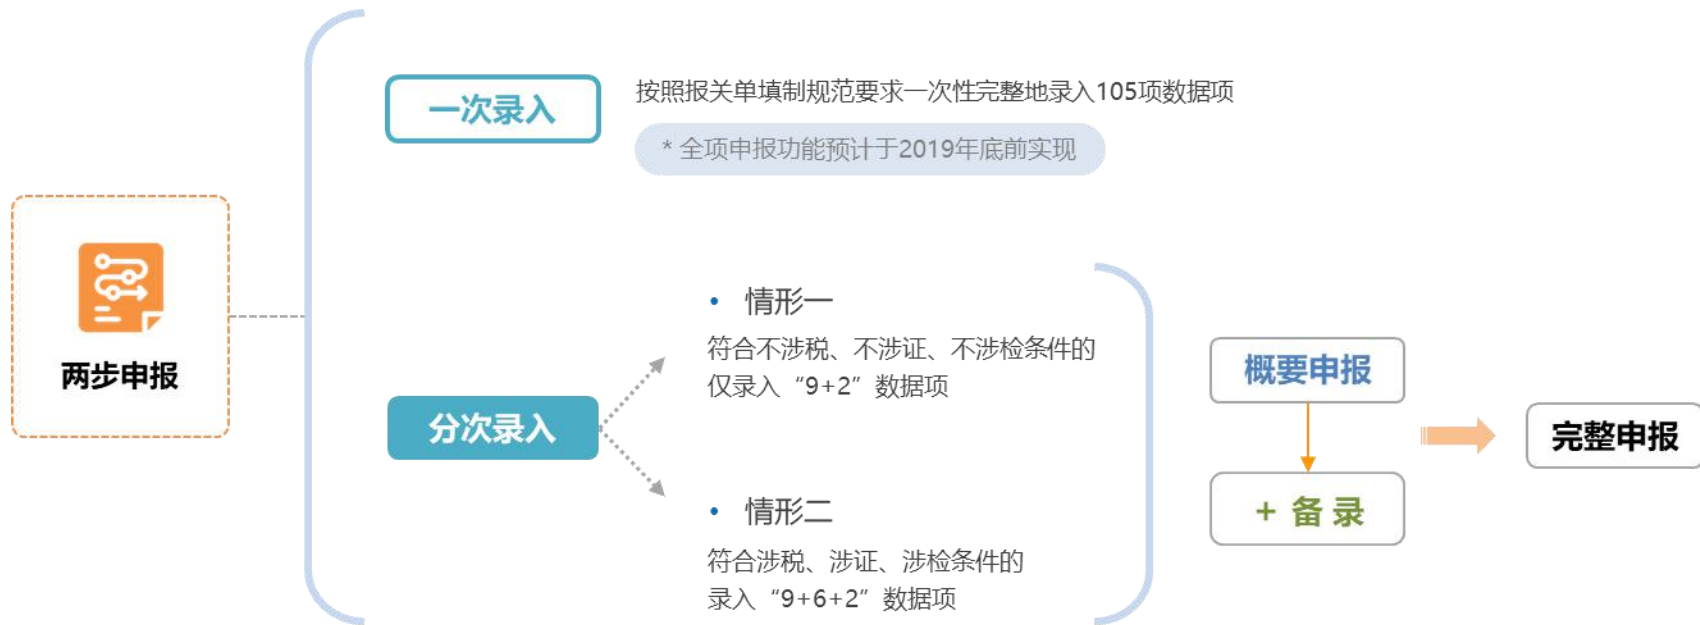 两步申报
一次录入
按照报关单填制规范要求一次性完整地录入105项数据项
* 全项申报功能预计于2019年底前实现
分次录入
• 情形一
符合不涉税、不涉证、不涉检条件的
仅录入“9+2”数据项
• 情形二
符合涉税、涉证、涉检条件的
录入“9+6+2”数据项
概要申报
+ 备 录
完整申报